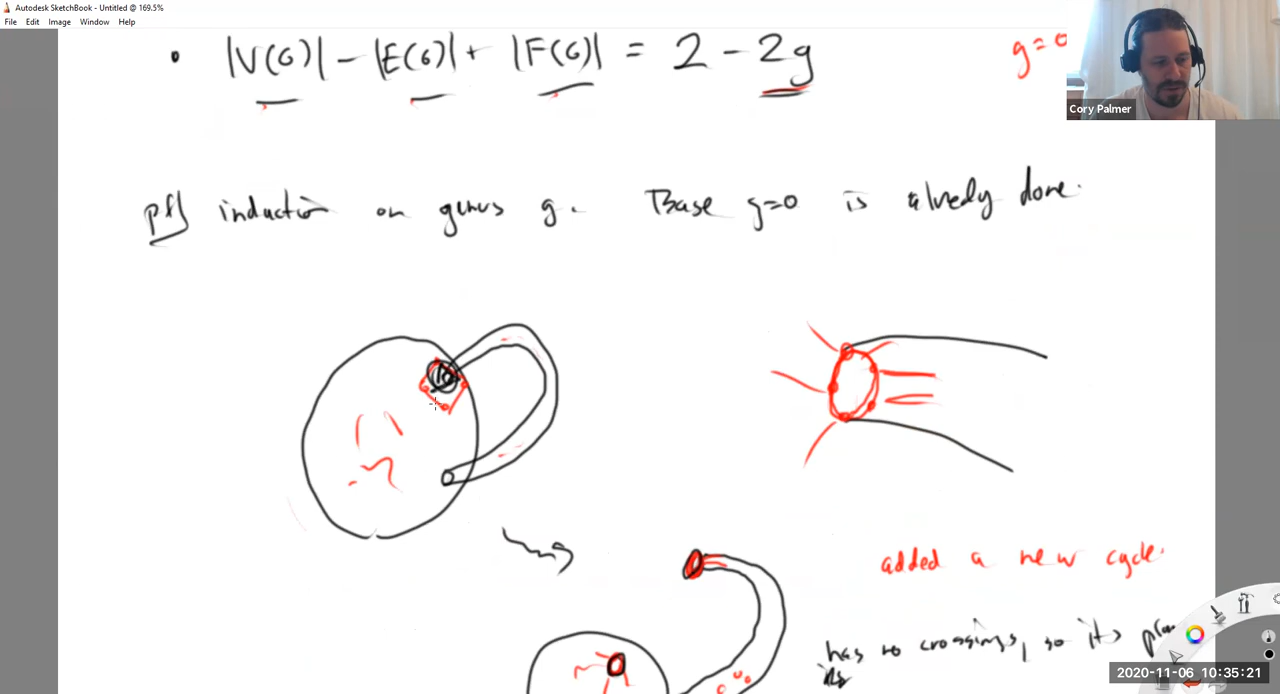 Autodesk SketchBook - Untitled @ 169.5%
File Edit Image Window Help
• |V(G)| - |E(G)| + |F(G)| = 2 - 2g
g=0
Cory Palmer
pf) induction on genus g. Base g=0 is already done.
added a new cycle.
has no crossings, so its
2020-11-06 10:35:21